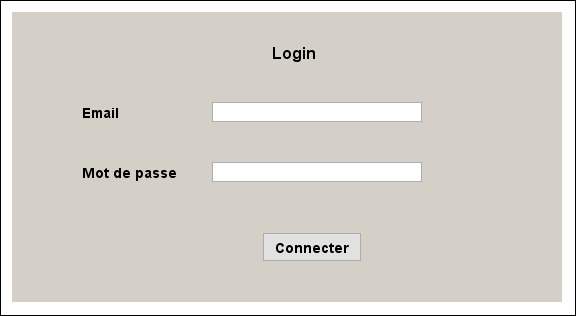 Login
Email
Mot de passe
Connecter